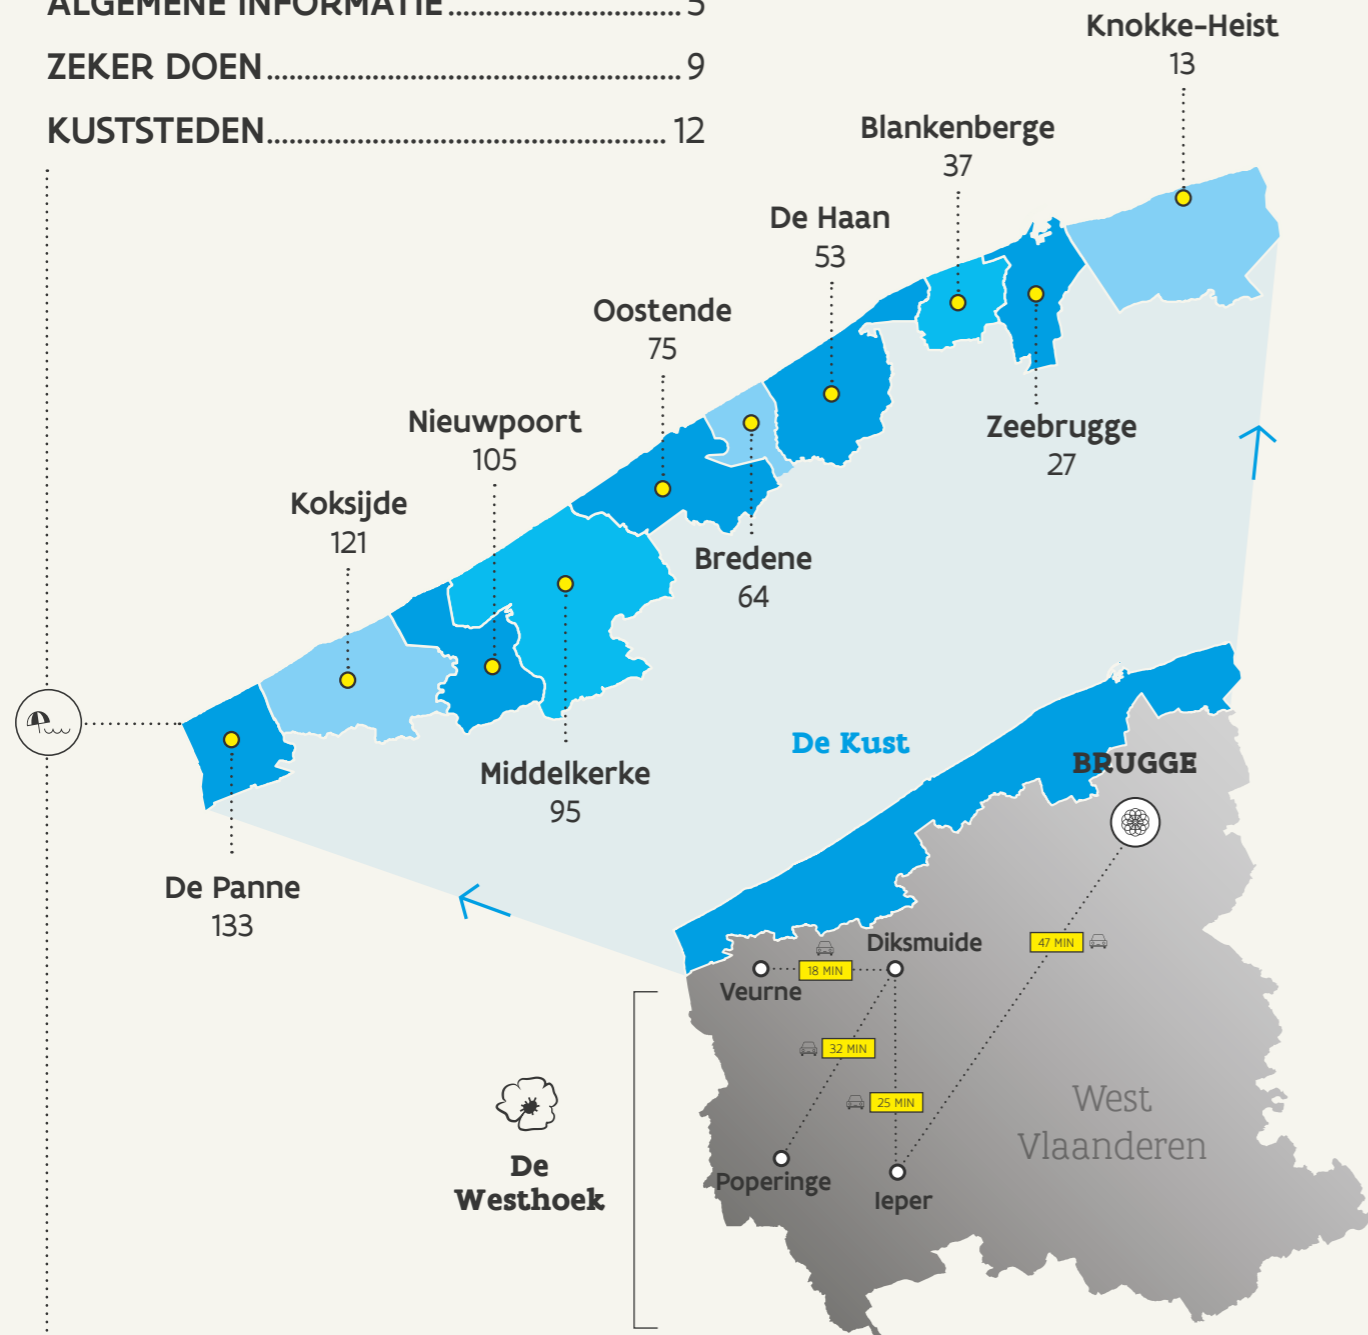 ALGEMENE INFORMATIE 5
ZEKER DOEN 9
KUSTSTEDEN 12
Knokke-Heist
13
Blankenberge
37
De Haan
53
Oostende
75
Nieuwpoort
105
Koksijde
121
Zeebrugge
27
Bredene
64
Middelkerke
95
De Panne
133
De Kust
BRUGGE
47 MIN
Diksmuide
18 MIN
Veurne
32 MIN
25 MIN
De
Westhoek
West
Vlaanderen
Poperinge
Ieper